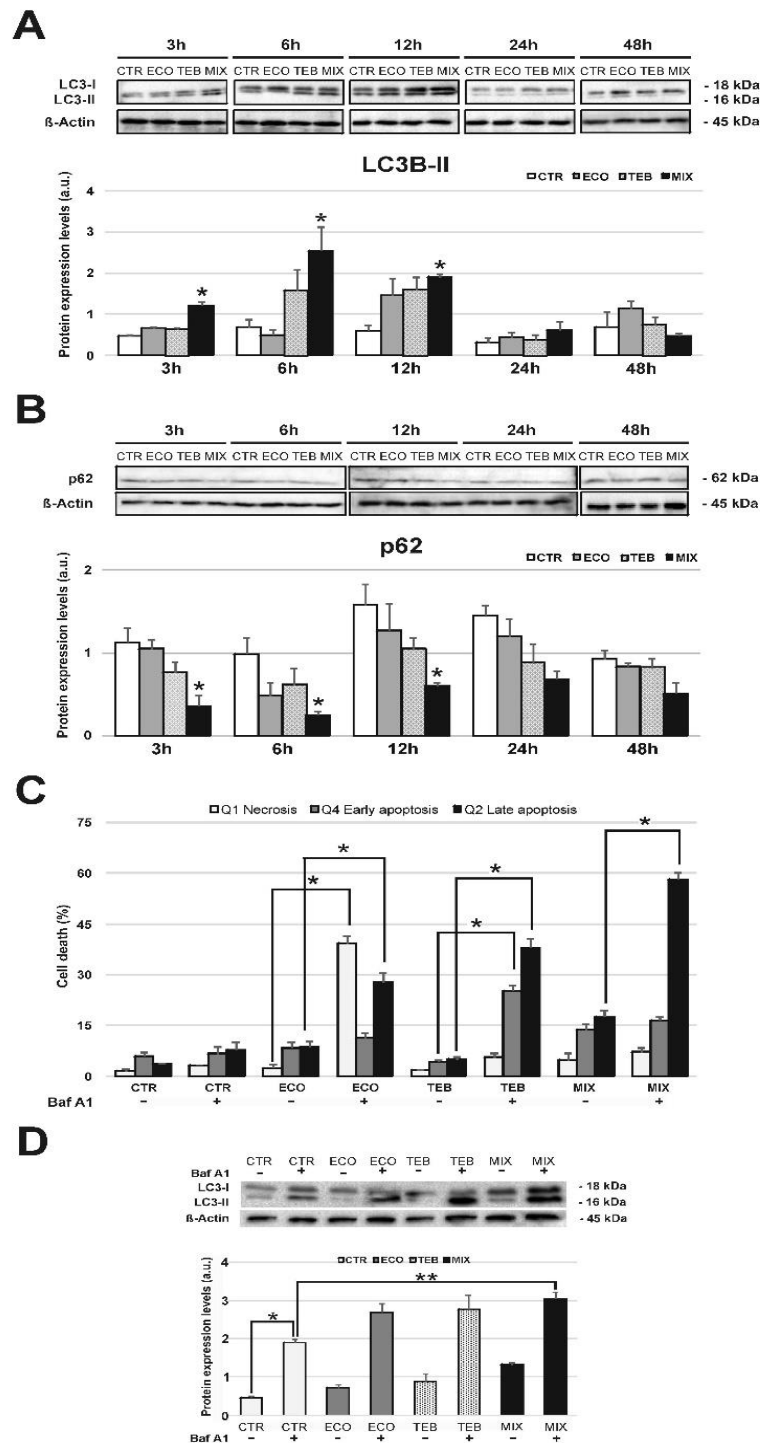 A
3h 6h 12h 24h 48h
CTR ECO TEB MIX CTR ECO TEB MIX CTR ECO TEB MIX CTR ECO TEB MIX CTR ECO TEB MIX
LC3-I - 18 kDa
LC3-II - 16 kDa
ß-Actin - 45 kDa
LC3B-II
CTR ECO TEB MIX
Protein expression levels (a.u.)
4
3
2
1
0
* * *
3h 6h 12h 24h 48h
B
3h 6h 12h 24h 48h
CTR ECO TEB MIX CTR ECO TEB MIX CTR ECO TEB MIX CTR ECO TEB MIX CTR ECO TEB MIX
p62 - 62 kDa
ß-Actin - 45 kDa
p62
CTR ECO TEB MIX
Protein expression levels (a.u.)
2
1
0
* * *
3h 6h 12h 24h 48h
C
Q1 Necrosis Q4 Early apoptosis Q2 Late apoptosis
Cell death (%)
75
60
45
30
15
0
* * * * *
CTR CTR ECO ECO TEB TEB MIX MIX
Baf A1 – + – + – + – +
D
CTR CTR ECO ECO TEB TEB MIX MIX
Baf A1 – + – + – + – +
LC3-I - 18 kDa
LC3-II - 16 kDa
ß-Actin - 45 kDa
CTR ECO TEB MIX
Protein expression levels (a.u.)
4
3
2
1
0
* **
CTR CTR ECO ECO TEB TEB MIX MIX
Baf A1 – + – + – + – +